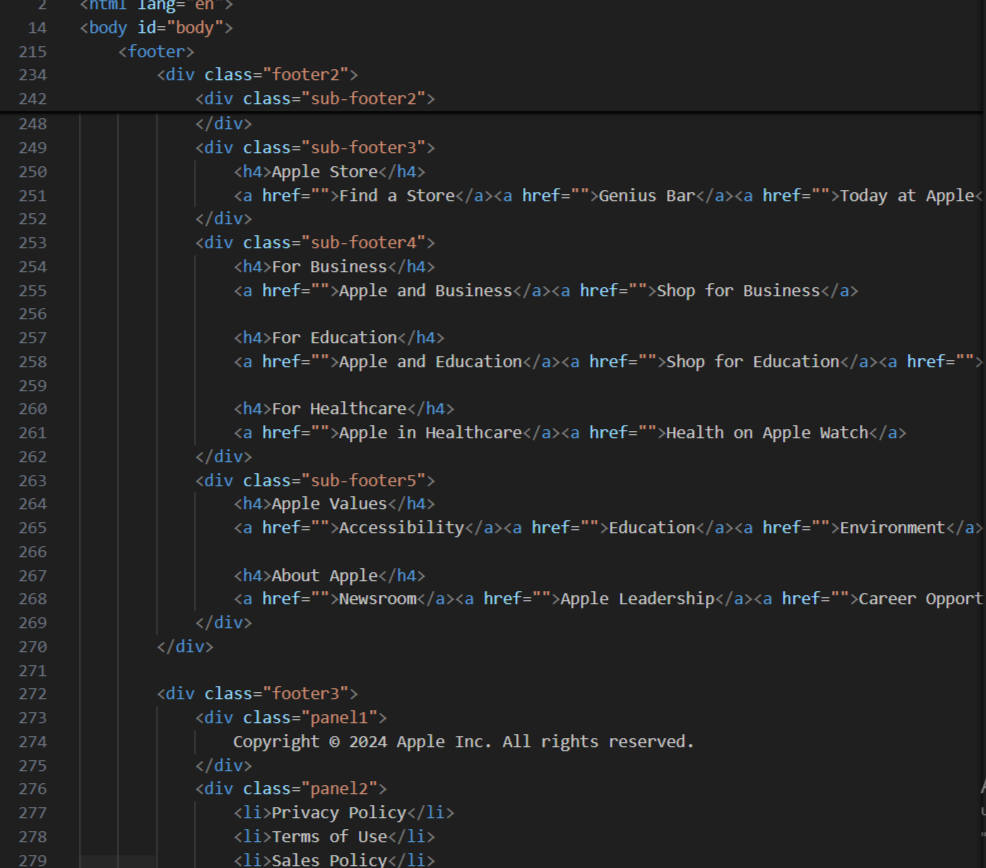 2 <html lang="en">
14 <body id="body">
215 <footer>
234 <div class="footer2">
242 <div class="sub-footer2">
248 </div>
249 <div class="sub-footer3">
250 <h4>Apple Store</h4>
251 <a href="">Find a Store</a><a href="">Genius Bar</a><a href="">Today at Apple<
252 </div>
253 <div class="sub-footer4">
254 <h4>For Business</h4>
255 <a href="">Apple and Business</a><a href="">Shop for Business</a>
256
257 <h4>For Education</h4>
258 <a href="">Apple and Education</a><a href="">Shop for Education</a><a href="">
259
260 <h4>For Healthcare</h4>
261 <a href="">Apple in Healthcare</a><a href="">Health on Apple Watch</a>
262 </div>
263 <div class="sub-footer5">
264 <h4>Apple Values</h4>
265 <a href="">Accessibility</a><a href="">Education</a><a href="">Environment</a>
266
267 <h4>About Apple</h4>
268 <a href="">Newsroom</a><a href="">Apple Leadership</a><a href="">Career Opport
269 </div>
270 </div>
271
272 <div class="footer3">
273 <div class="panel1">
274 Copyright © 2024 Apple Inc. All rights reserved.
275 </div>
276 <div class="panel2">
277 <li>Privacy Policy</li>
278 <li>Terms of Use</li>
279 <li>Sales Policy</li>